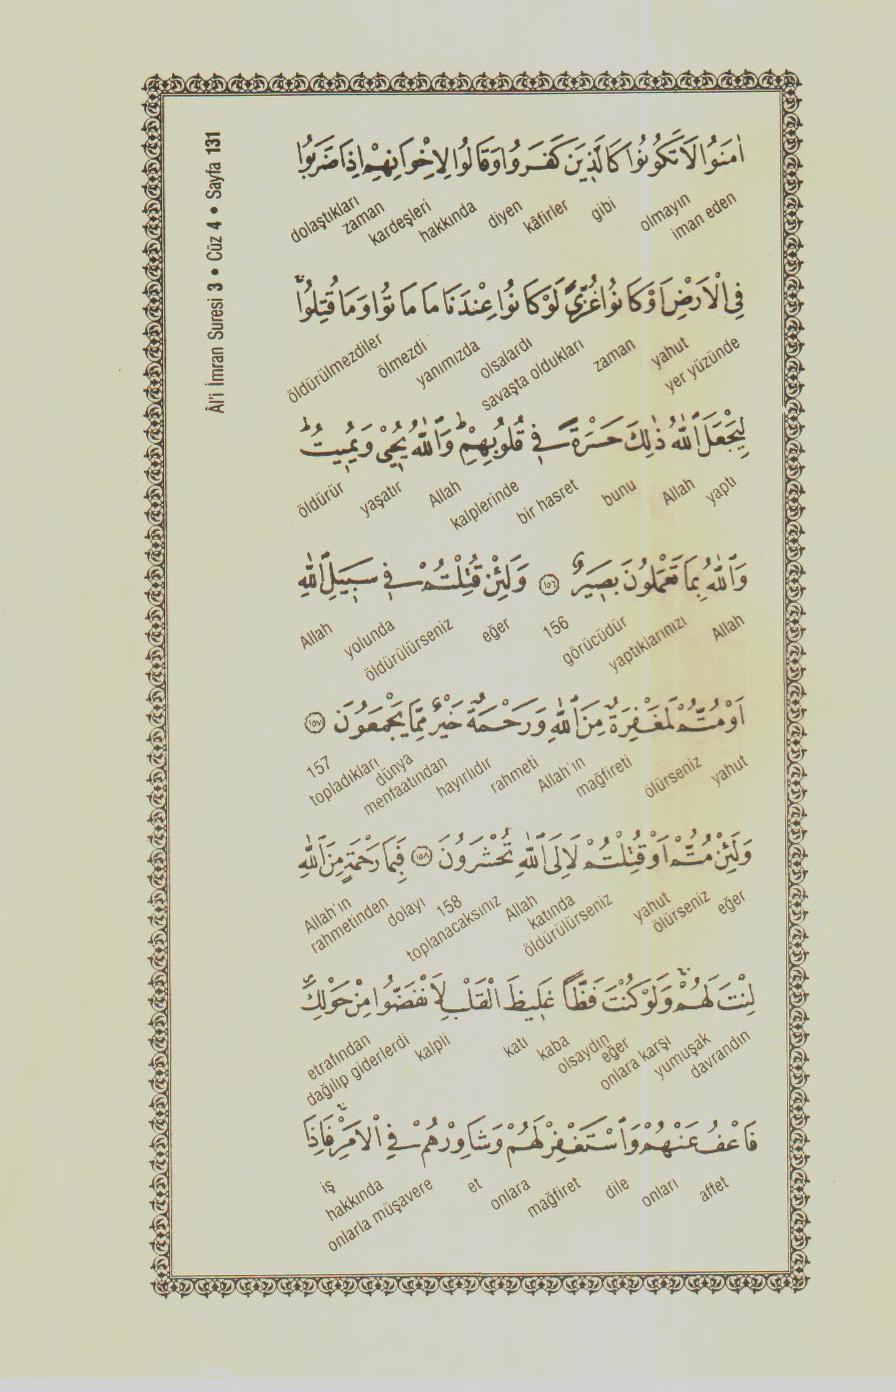 Âl'i İmran Suresi 3 • Cüz 4 • Sayfa 131
اٰمَنُوا لَا تَكُونُوا كَالَّذ۪ينَ كَفَرُوا وَقَالُوا لِاِخْوَانِهِمْ اِذَا ضَرَبُوا
iman eden olmayın gibi kâfirler diyen hakkında kardeşleri zaman dolaştıkları
فِي الْاَرْضِ اَوْ كَانُوا غُزًّى لَوْ كَانُوا عِنْدَنَا مَا مَاتُوا وَمَا قُتِلُوا
yer yüzünde yahut zaman savaşta oldukları olsalardı yanımızda ölmezdi öldürülmezdiler
لِيَجْعَلَ اللّٰهُ ذٰلِكَ حَسْرَةً ف۪ي قُلُوبِهِمْ وَاللّٰهُ يُحْي۪ وَيُم۪يتُ
yaptı Allah bunu bir hasret kalplerinde Allah yaşatır öldürür
وَاللّٰهُ بِمَا تَعْمَلُونَ بَص۪يرٌ ١٥٦ وَلَئِنْ قُتِلْتُمْ ف۪ي سَب۪يلِ اللّٰهِ
Allah yaptıklarınızı görücüdür 156 eğer öldürülürseniz yolunda Allah
اَوْ مُتُّمْ لَمَغْفِرَةٌ مِنَ اللّٰهِ وَرَحْمَةٌ خَيْرٌ مِمَّا يَجْمَعُونَ ١٥٧
yahut ölürseniz mağfireti Allah'ın rahmeti hayırlıdır menfaatından dünya topladıkları 157
وَلَئِنْ مُتُّمْ اَوْ قُتِلْتُمْ لَاِلَى اللّٰهِ تُحْشَرُونَ ١٥٨ فَبِمَا رَحْمَةٍ مِنَ اللّٰهِ
eğer ölürseniz yahut öldürülürseniz katında Allah toplanacaksınız 158 dolayı rahmetinden Allah'ın
لِنْتَ لَهُمْ وَلَوْ كُنْتَ فَظًّا غَل۪يظَ الْقَلْبِ لَانْفَضُّوا مِنْ حَوْلِكَ
davrandın yumuşak onlara karşı eğer olsaydın kaba katı kalpli dağılıp giderlerdi etrafından
فَاعْفُ عَنْهُمْ وَاسْتَغْفِرْ لَهُمْ وَشَاوِرْهُمْ فِي الْاَمْرِ فَاِذَا
affet onları dile mağfiret onlara et onlarla müşavere hakkında iş